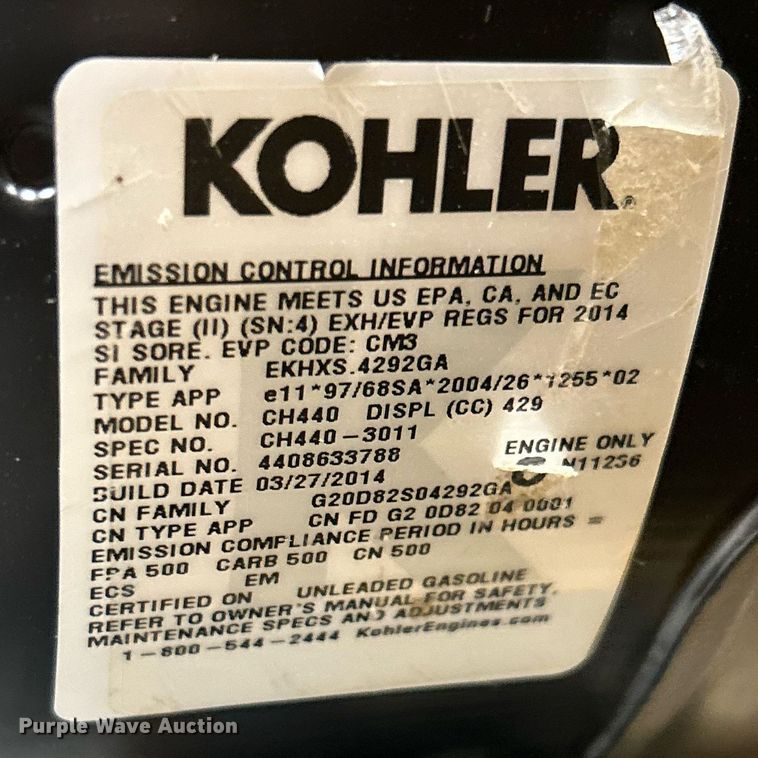 KOHLER®
EMISSION CONTROL INFORMATION
THIS ENGINE MEETS US EPA, CA, AND EC
STAGE (II) (SN:4) EXH/EVP REGS FOR 2014
SI SORE. EVP CODE: CM3
FAMILY EKHXS.4292GA
TYPE APP e11*97/68SA*2004/26*1255*02
MODEL NO. CH440 DISPL (CC) 429
SPEC NO. CH440-3011
SERIAL NO. 4408633788 ENGINE ONLY
BUILD DATE 03/27/2014 N11236
CN FAMILY G20D82S04292GA
CN TYPE APP CN FD G2 0D82 04 0001
EMISSION COMPLIANCE PERIOD IN HOURS =
EPA 500 CARB 500 CN 500
ECS EM
CERTIFIED ON UNLEADED GASOLINE
REFER TO OWNER'S MANUAL FOR SAFETY,
MAINTENANCE SPECS AND ADJUSTMENTS
1-800-544-2444 KohlerEngines.com
Purple Wave Auction